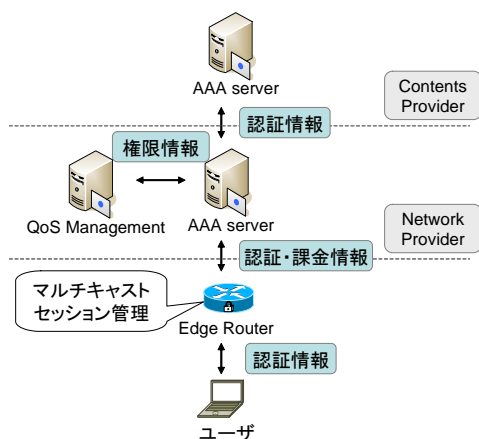 AAA server
Contents
Provider
認証情報
権限情報
QoS Management
AAA server
Network
Provider
認証・課金情報
マルチキャスト
セッション管理
Edge Router
認証情報
ユーザ